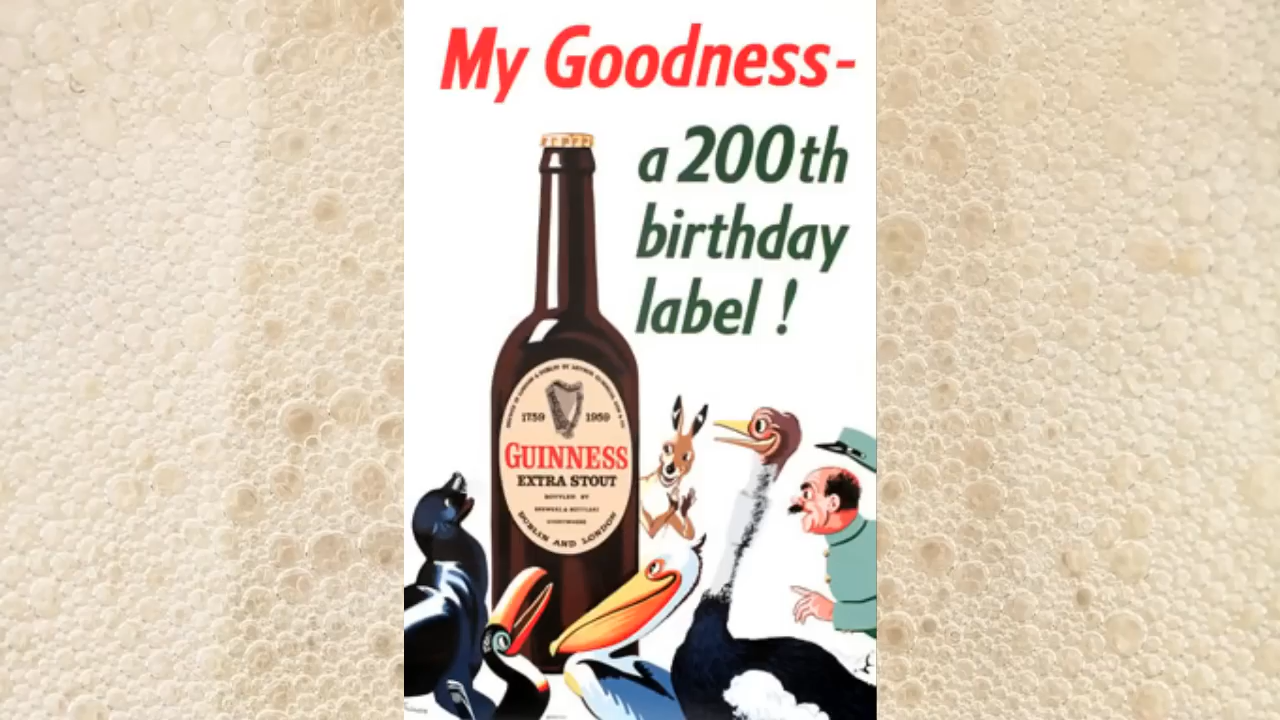 My Goodness-
a 200th
birthday
label !
1759 1959
GUINNESS
EXTRA STOUT
BOTTLED BY
DUBLIN AND LONDON